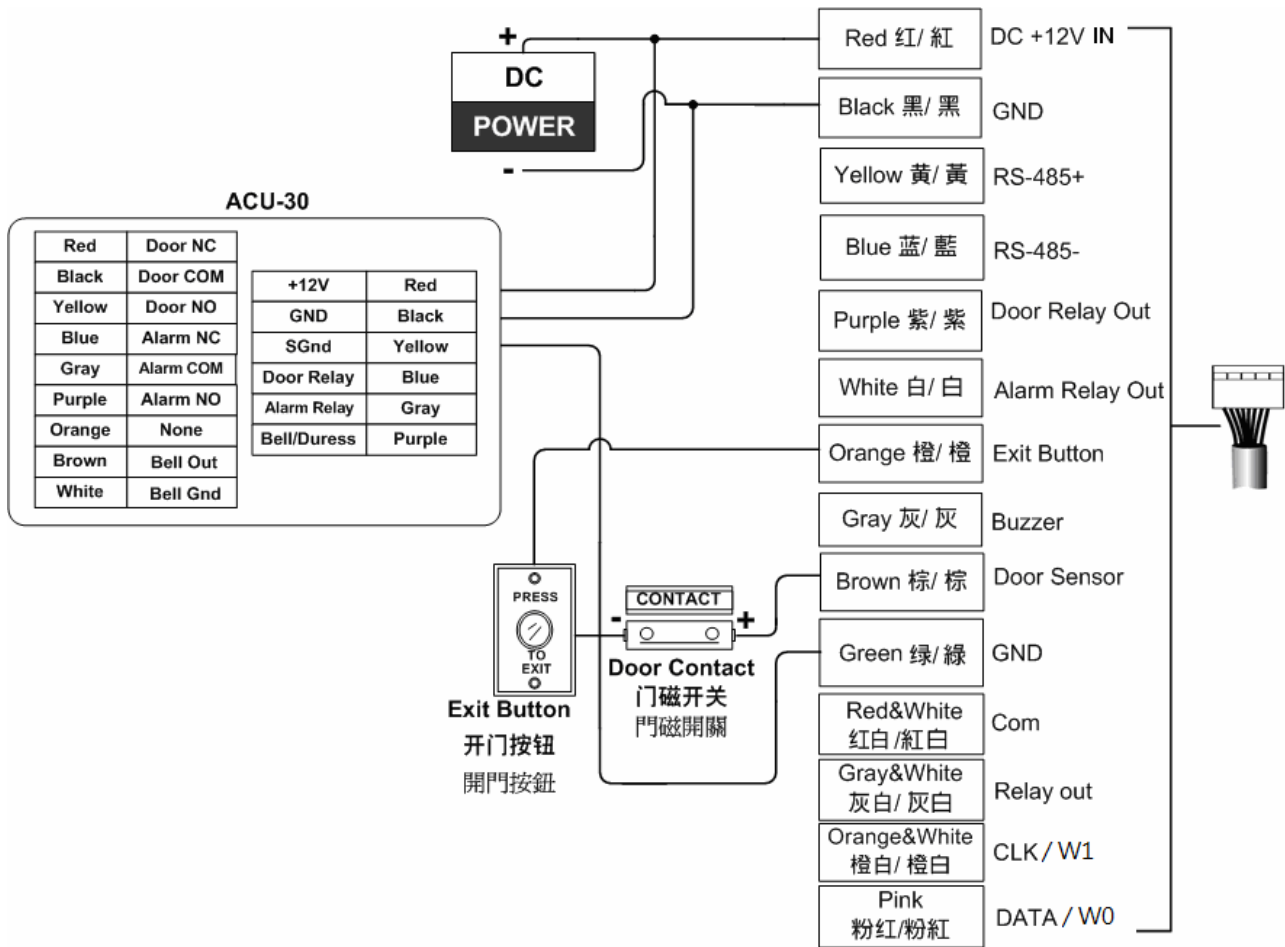 +
DC
POWER
-
ACU-30
Red Door NC
Black Door COM
Yellow Door NO
Blue Alarm NC
Gray Alarm COM
Purple Alarm NO
Orange None
Brown Bell Out
White Bell Gnd
+12V Red
GND Black
SGnd Yellow
Door Relay Blue
Alarm Relay Gray
Bell/Duress Purple
PRESS
TO
EXIT
Exit Button
开门按钮
開門按鈕
CONTACT
- +
Door Contact
门磁开关
門磁開關
Red 红/ 紅 DC +12V IN
Black 黑/ 黑 GND
Yellow 黄/ 黃 RS-485+
Blue 蓝/ 藍 RS-485-
Purple 紫/ 紫 Door Relay Out
White 白/ 白 Alarm Relay Out
Orange 橙/ 橙 Exit Button
Gray 灰/ 灰 Buzzer
Brown 棕/ 棕 Door Sensor
Green 绿/ 綠 GND
Red&White
红白/紅白 Com
Gray&White
灰白/ 灰白 Relay out
Orange&White
橙白/ 橙白 CLK / W1
Pink
粉红/粉紅 DATA / W0